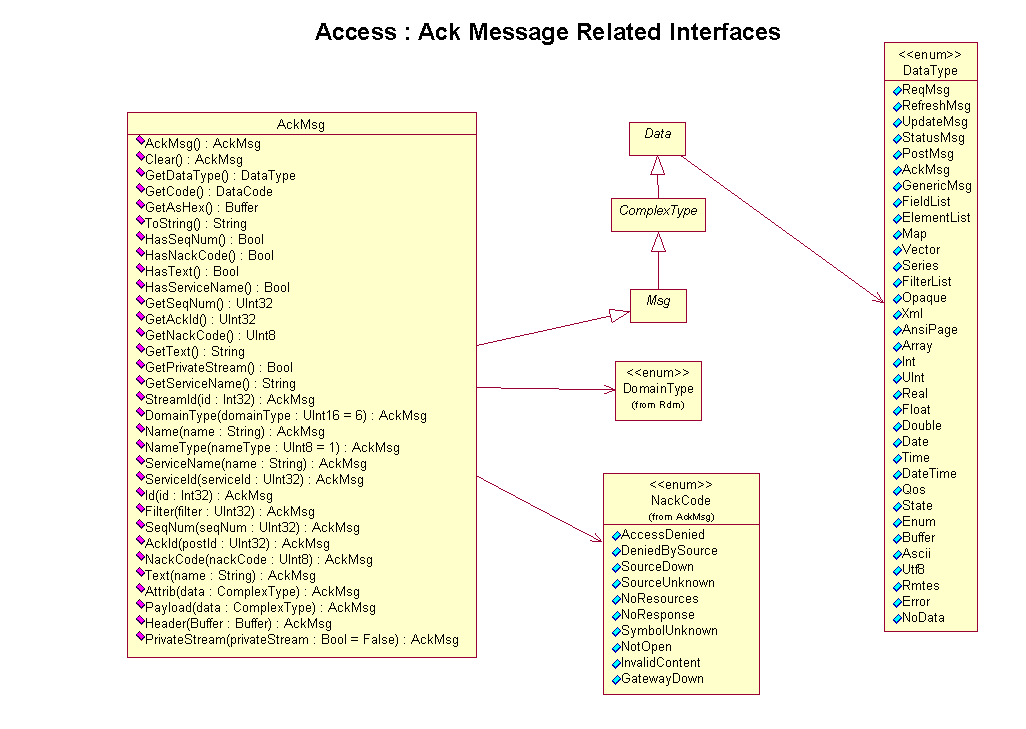 Access : Ack Message Related Interfaces
AckMsg
AckMsg() : AckMsg
Clear() : AckMsg
GetDataType() : DataType
GetCode() : DataCode
GetAsHex() : Buffer
ToString() : String
HasSeqNum() : Bool
HasNackCode() : Bool
HasText() : Bool
HasServiceName() : Bool
GetSeqNum() : UInt32
GetAckId() : UInt32
GetNackCode() : UInt8
GetText() : String
GetPrivateStream() : Bool
GetServiceName() : String
StreamId(id : Int32) : AckMsg
DomainType(domainType : UInt16 = 6) : AckMsg
Name(name : String) : AckMsg
NameType(nameType : UInt8 = 1) : AckMsg
ServiceName(name : String) : AckMsg
ServiceId(serviceId : UInt32) : AckMsg
Id(id : Int32) : AckMsg
Filter(filter : UInt32) : AckMsg
SeqNum(seqNum : UInt32) : AckMsg
AckId(postId : UInt32) : AckMsg
NackCode(nackCode : UInt8) : AckMsg
Text(name : String) : AckMsg
Attrib(data : ComplexType) : AckMsg
Payload(data : ComplexType) : AckMsg
Header(Buffer : Buffer) : AckMsg
PrivateStream(privateStream : Bool = False) : AckMsg
Data
ComplexType
Msg
<<enum>>
DomainType
(from Rdm)
<<enum>>
NackCode
(from AckMsg)
AccessDenied
DeniedBySource
SourceDown
SourceUnknown
NoResources
NoResponse
SymbolUnknown
NotOpen
InvalidContent
GatewayDown
<<enum>>
DataType
ReqMsg
RefreshMsg
UpdateMsg
StatusMsg
PostMsg
AckMsg
GenericMsg
FieldList
ElementList
Map
Vector
Series
FilterList
Opaque
Xml
AnsiPage
Array
Int
UInt
Real
Float
Double
Date
Time
DateTime
Qos
State
Enum
Buffer
Ascii
Utf8
Rmtes
Error
NoData